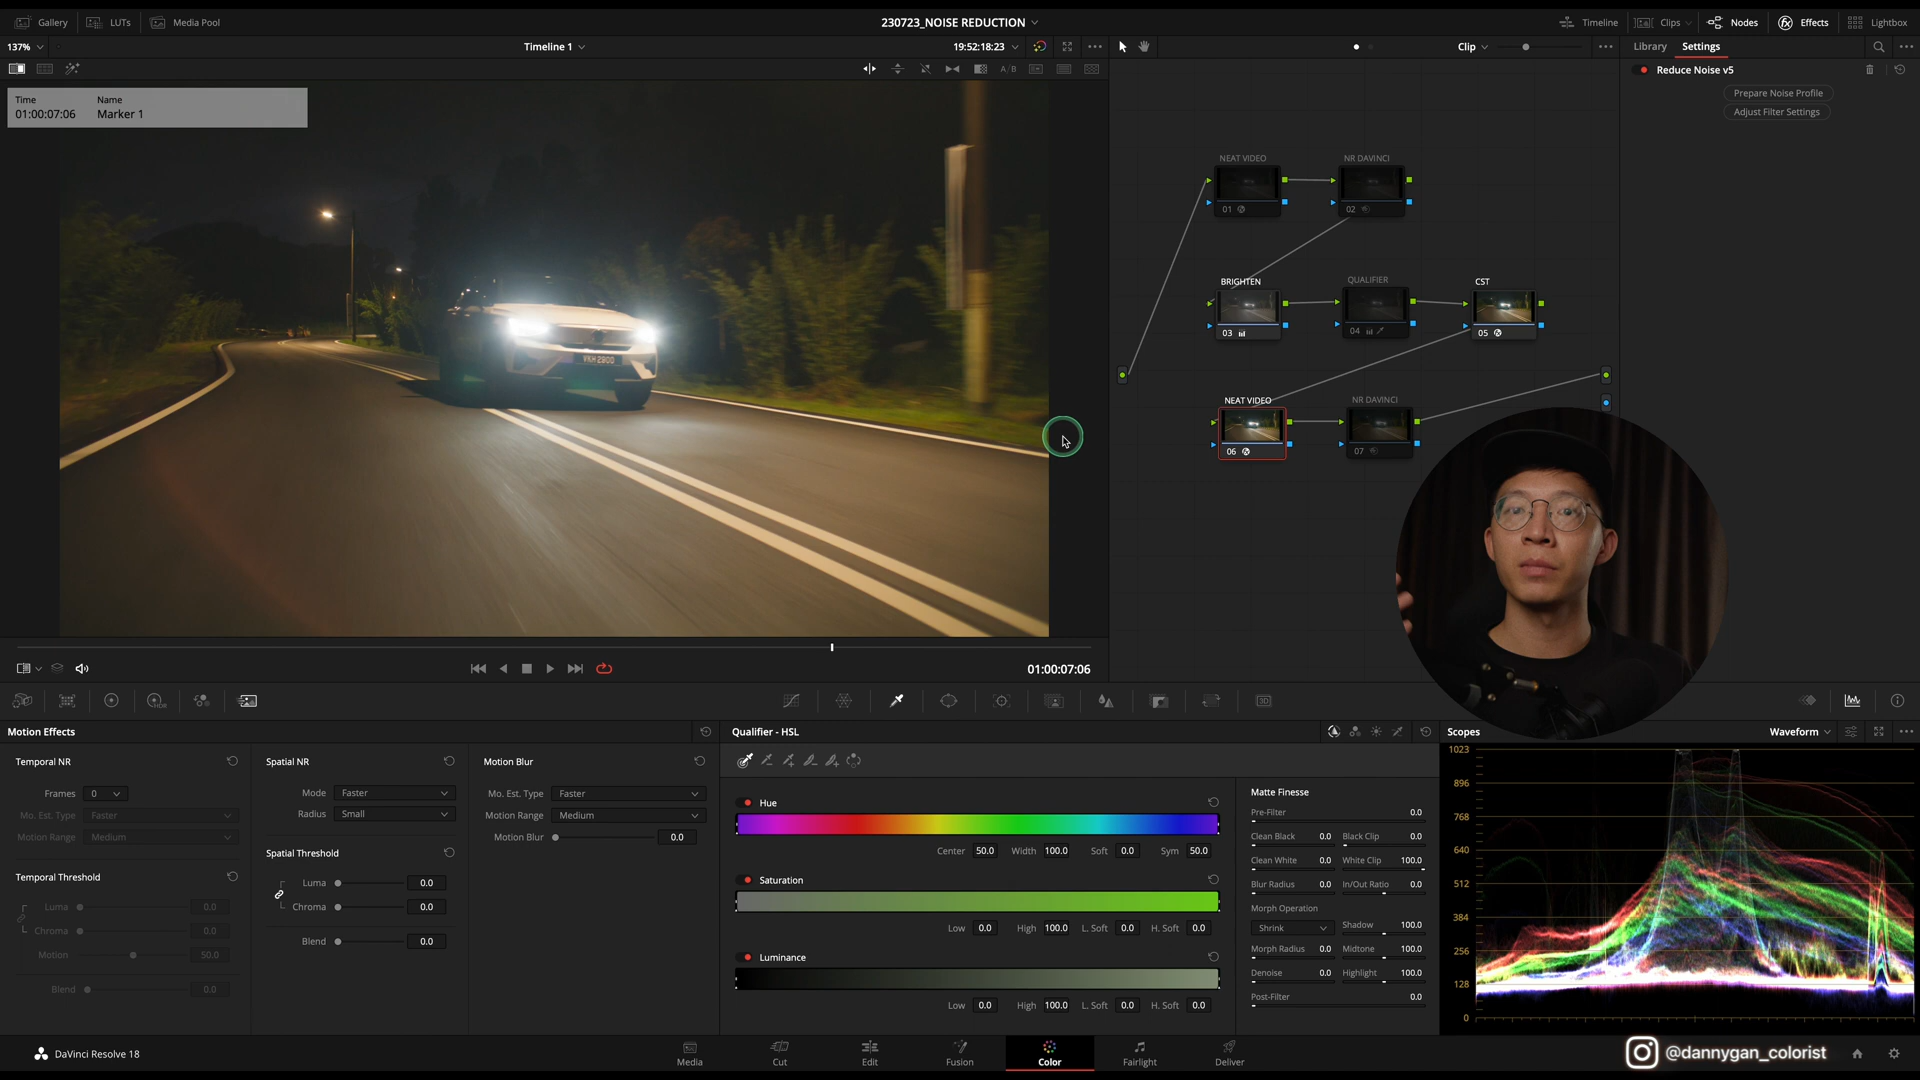 Gallery
LUTs
Media Pool
230723_NOISE REDUCTION
Timeline
Clips
Nodes
Effects
Lightbox
137%
Timeline 1
19:52:18:23
Clip
Library
Settings
A/B
Reduce Noise v5
Prepare Noise Profile
Adjust Filter Settings
Time Name
01:00:07:06 Marker 1
NEAT VIDEO
NR DAVINCI
01
02
BRIGHTEN
QUALIFIER
CST
03
04
05
NEAT VIDEO
NR DAVINCI
06
07
VKH 2900
01:00:07:06
HDR
3D
Motion Effects
Temporal NR
Frames 0
Mo. Est. Type Faster
Motion Range Medium
Temporal Threshold
Luma 0.0
Chroma 0.0
Motion 50.0
Blend 0.0
Spatial NR
Mode Faster
Radius Small
Spatial Threshold
Luma 0.0
Chroma 0.0
Blend 0.0
Motion Blur
Mo. Est. Type Faster
Motion Range Medium
Motion Blur 0.0
Qualifier - HSL
Hue
Center 50.0 Width 100.0 Soft 0.0 Sym 50.0
Saturation
Low 0.0 High 100.0 L. Soft 0.0 H. Soft 0.0
Luminance
Low 0.0 High 100.0 L. Soft 0.0 H. Soft 0.0
Matte Finesse
Pre-Filter 0.0
Clean Black 0.0 Black Clip 0.0
Clean White 0.0 White Clip 100.0
Blur Radius 0.0 In/Out Ratio 0.0
Morph Operation
Shrink Shadow 100.0
Morph Radius 0.0 Midtone 100.0
Denoise 0.0 Highlight 100.0
Post-Filter 0.0
Scopes
Waveform
1023
896
768
640
512
384
256
128
0
DaVinci Resolve 18
Media
Cut
Edit
Fusion
Color
Fairlight
Deliver
@dannygan_colorist